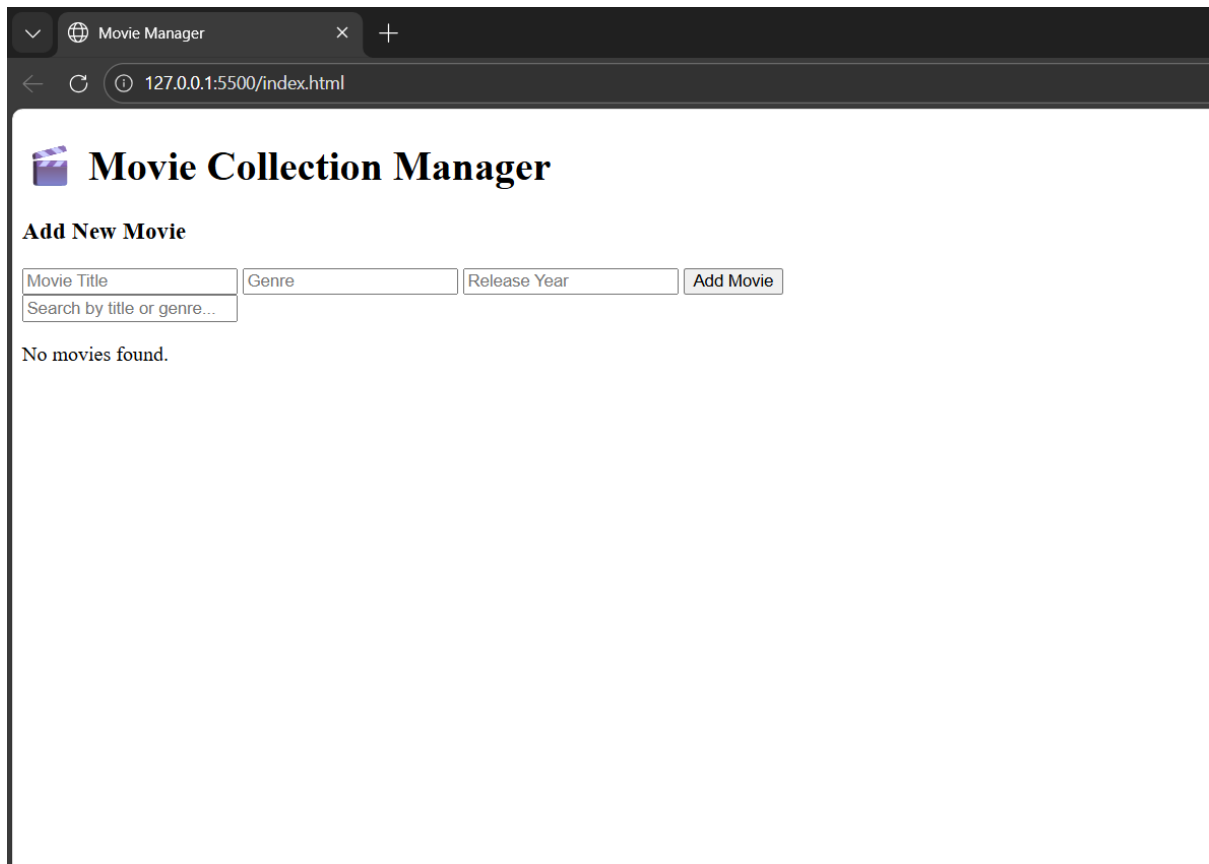 Movie Manager
127.0.0.1:5500/index.html
🎬 Movie Collection Manager
Add New Movie
Movie Title Genre Release Year Add Movie
Search by title or genre...
No movies found.